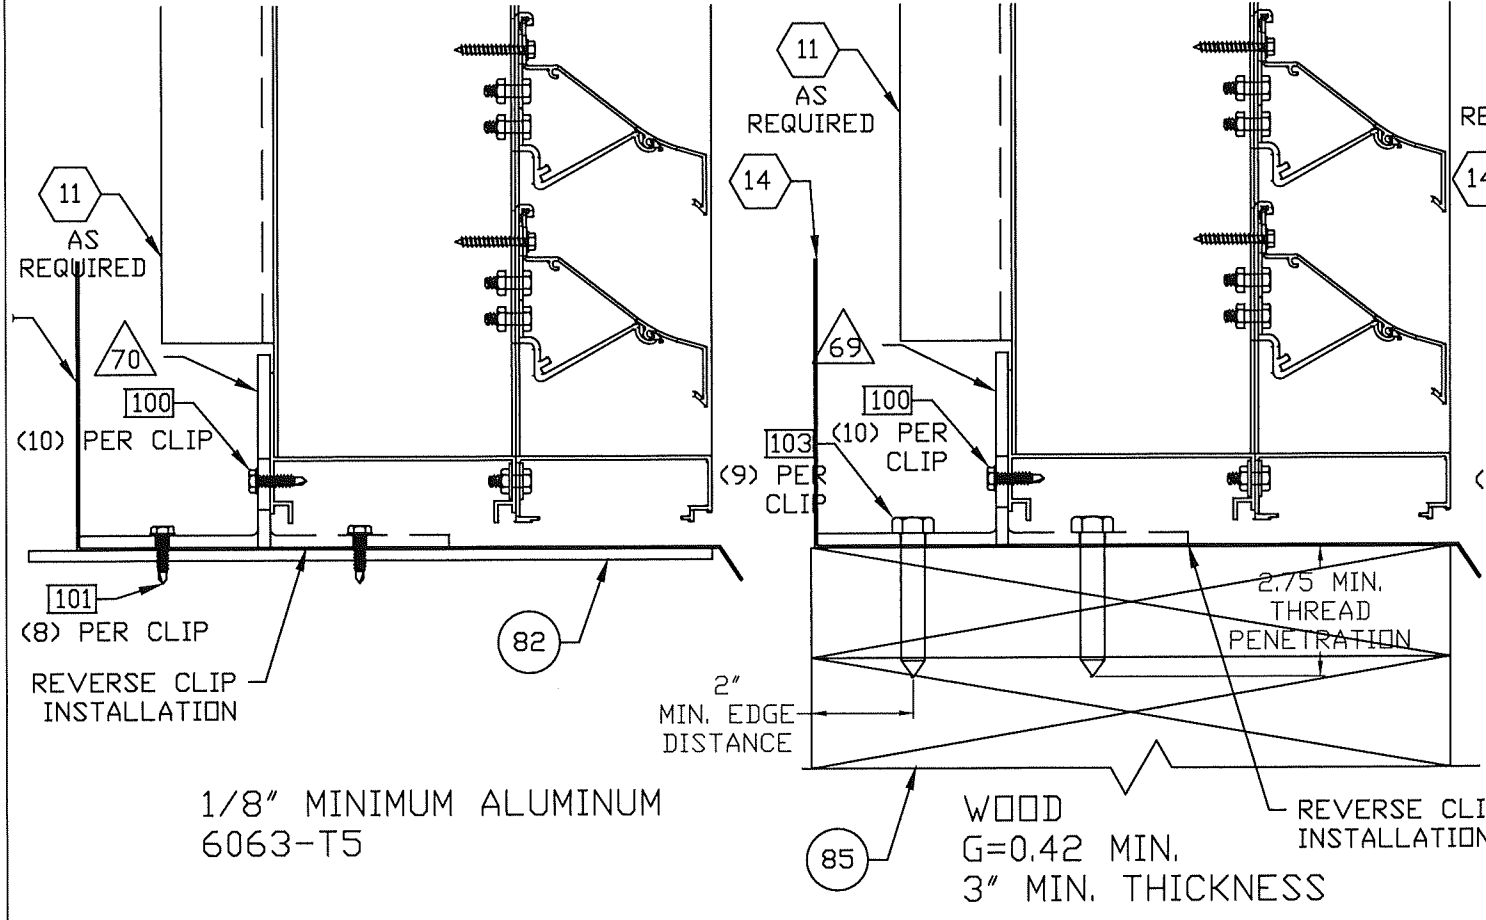 11
AS
REQUIRED
70
100
(10) PER CLIP
101
(8) PER CLIP
REVERSE CLIP
INSTALLATION
82
1/8" MINIMUM ALUMINUM
6063-T5
11
AS
REQUIRED
14
69
100
(10) PER
CLIP
103
(9) PER
CLIP
2.75 MIN.
THREAD
PENETRATION
2"
MIN. EDGE
DISTANCE
85
WOOD
G=0.42 MIN.
3" MIN. THICKNESS
REVERSE CLI
INSTALLATION
RE
14
(